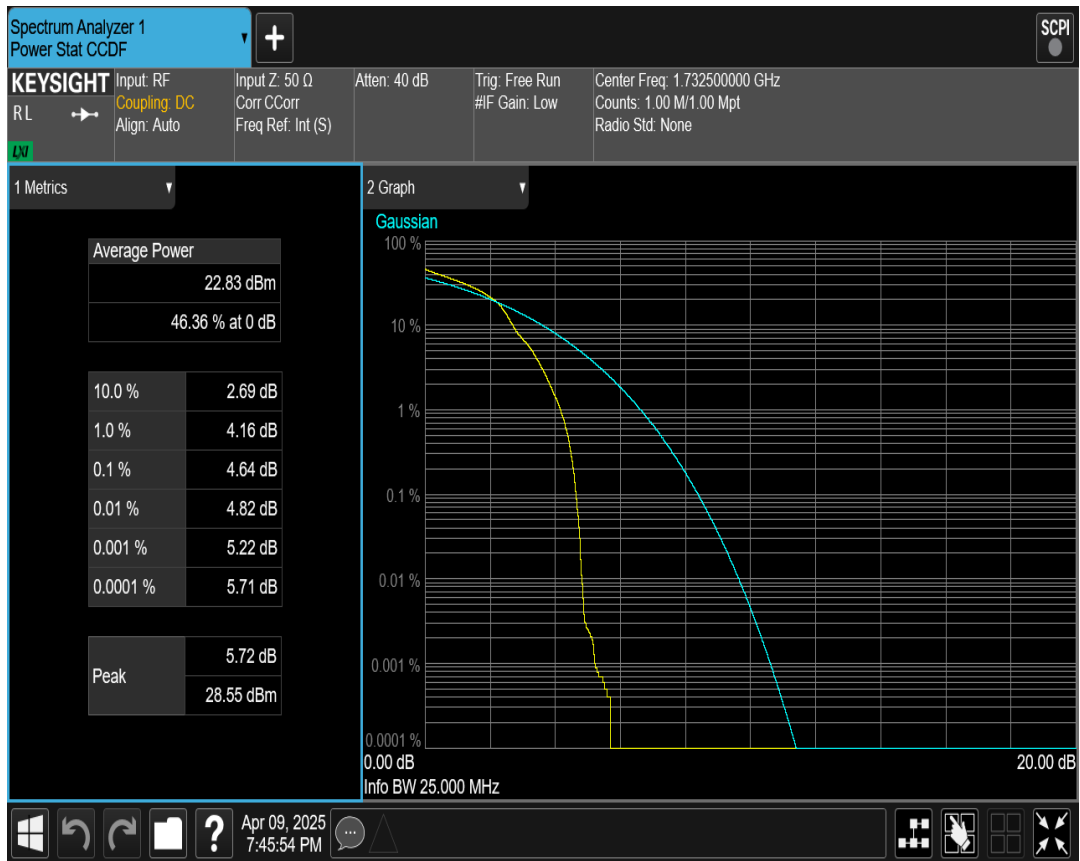 Spectrum Analyzer 1
Power Stat CCDF
▼
+
SCPI
KEYSIGHT
RL
LXI
Input: RF
Coupling: DC
Align: Auto
Input Z: 50 Ω
Corr CCorr
Freq Ref: Int (S)
Atten: 40 dB
Trig: Free Run
#IF Gain: Low
Center Freq: 1.732500000 GHz
Counts: 1.00 M/1.00 Mpt
Radio Std: None
1 Metrics ▼
Average Power
22.83 dBm
46.36 % at 0 dB
10.0 % 2.69 dB
1.0 % 4.16 dB
0.1 % 4.64 dB
0.01 % 4.82 dB
0.001 % 5.22 dB
0.0001 % 5.71 dB
Peak
5.72 dB
28.55 dBm
2 Graph ▼
Gaussian
100 %
10 %
1 %
0.1 %
0.01 %
0.001 %
0.0001 %
0.00 dB 20.00 dB
Info BW 25.000 MHz
?
Apr 09, 2025
7:45:54 PM
...